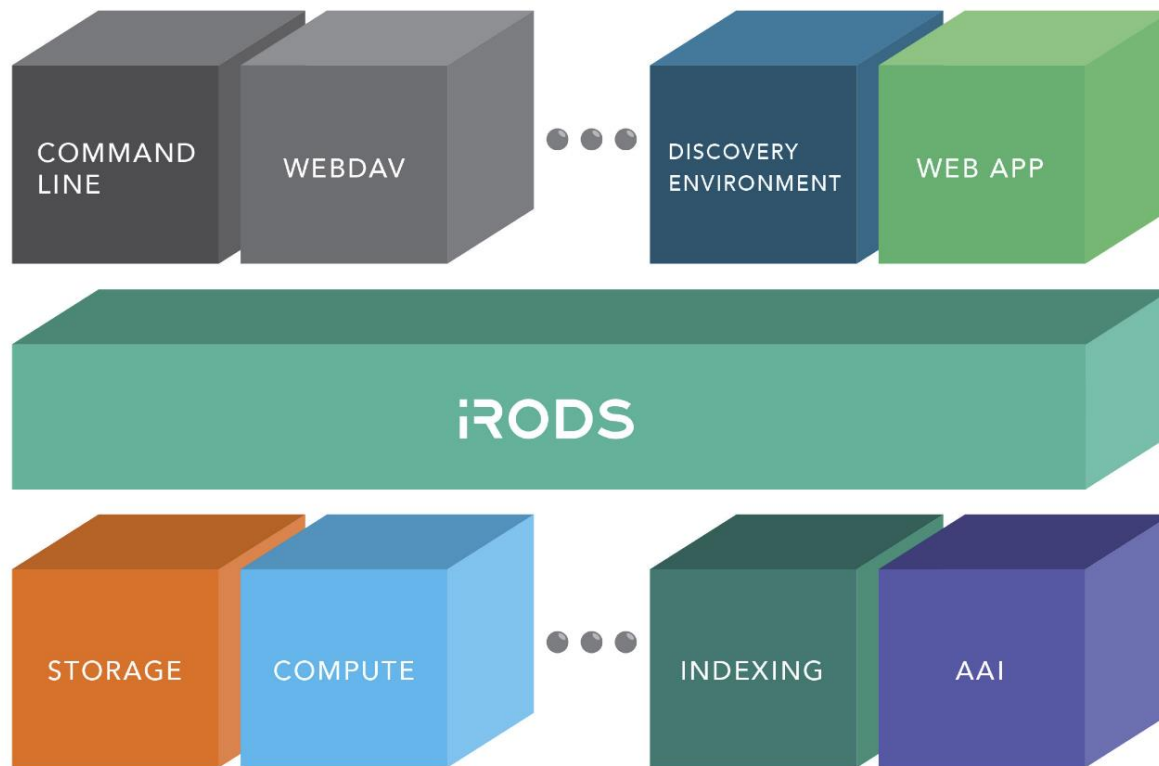 COMMAND
LINE
WEBDAV
DISCOVERY
ENVIRONMENT
WEB APP
iRODS
STORAGE
COMPUTE
INDEXING
AAI